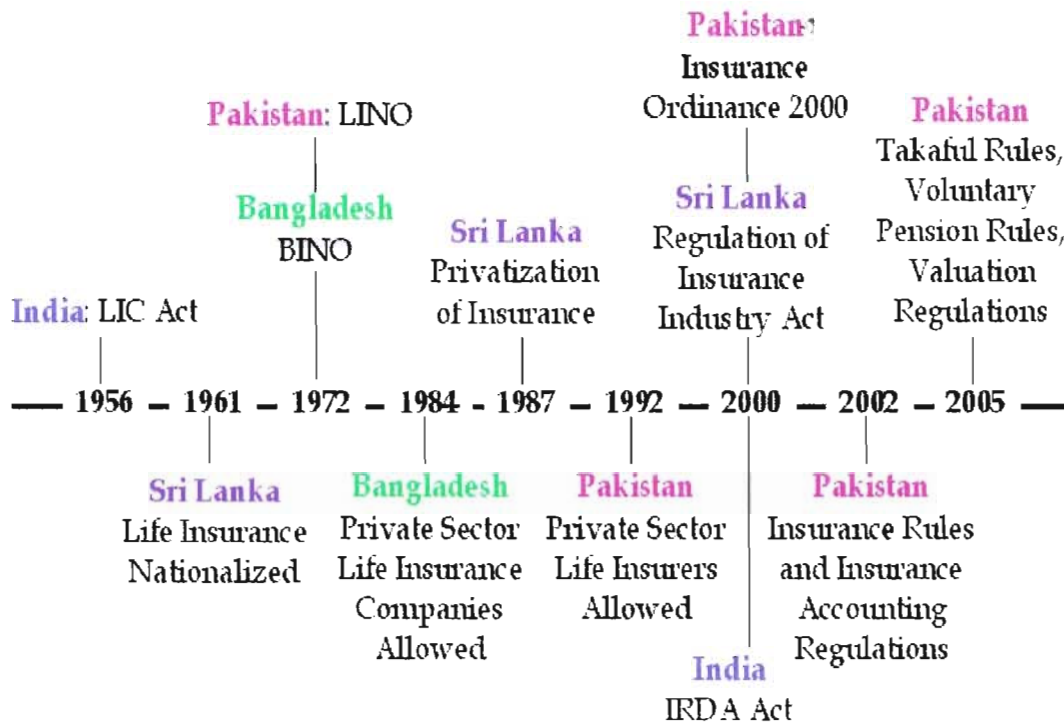 Pakistan
Insurance
Ordinance 2000
Pakistan: LINO
Bangladesh
BINO
Sri Lanka
Privatization
of Insurance
Sri Lanka
Regulation of
Insurance
Industry Act
Pakistan
Takaful Rules,
Voluntary
Pension Rules,
Valuation
Regulations
India: LIC Act
1956 – 1961 – 1972 – 1984 - 1987 – 1992 – 2000 – 2002 – 2005
Sri Lanka
Life Insurance
Nationalized
Bangladesh
Private Sector
Life Insurance
Companies
Allowed
Pakistan
Private Sector
Life Insurers
Allowed
Pakistan
Insurance Rules
and Insurance
Accounting
Regulations
India
IRDA Act